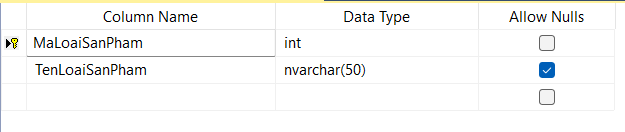 Column Name Data Type Allow Nulls
MaLoaiSanPham int
TenLoaiSanPham nvarchar(50)